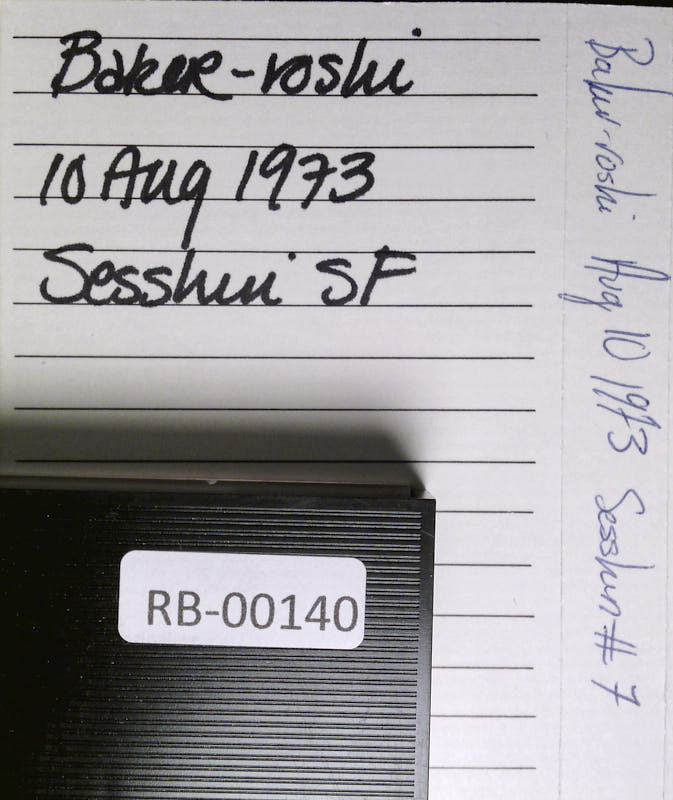 Baker-roshi
10 Aug 1973
Sesshin SF
RB-00140
Baker-roshi Aug 10 1973 Sesshin #7